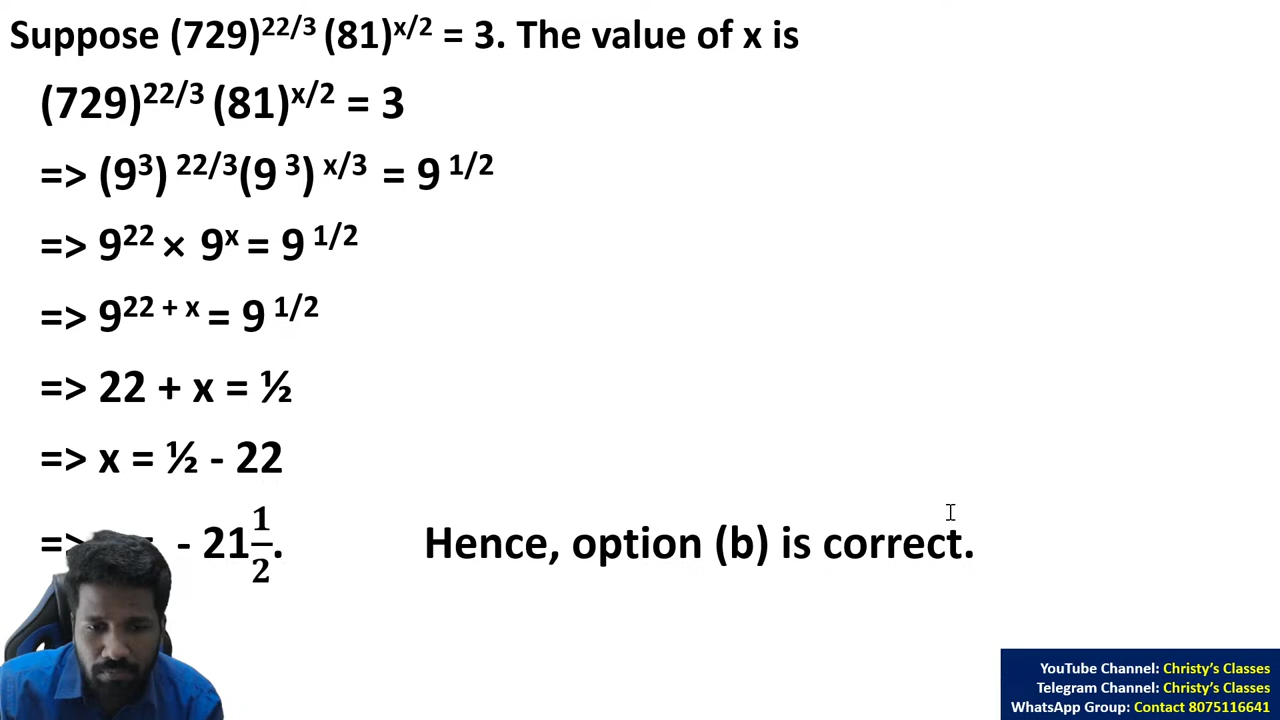 Suppose (729)^22/3 (81)^x/2 = 3. The value of x is
(729)^22/3 (81)^x/2 = 3
=> (9^3)^22/3(9^3)^x/3 = 9^1/2
=> 9^22 × 9^x = 9^1/2
=> 9^22 + x = 9^1/2
=> 22 + x = ½
=> x = ½ - 22
=> - 21 1/2. Hence, option (b) is correct.
YouTube Channel: Christy's Classes
Telegram Channel: Christy's Classes
WhatsApp Group: Contact 8075116641